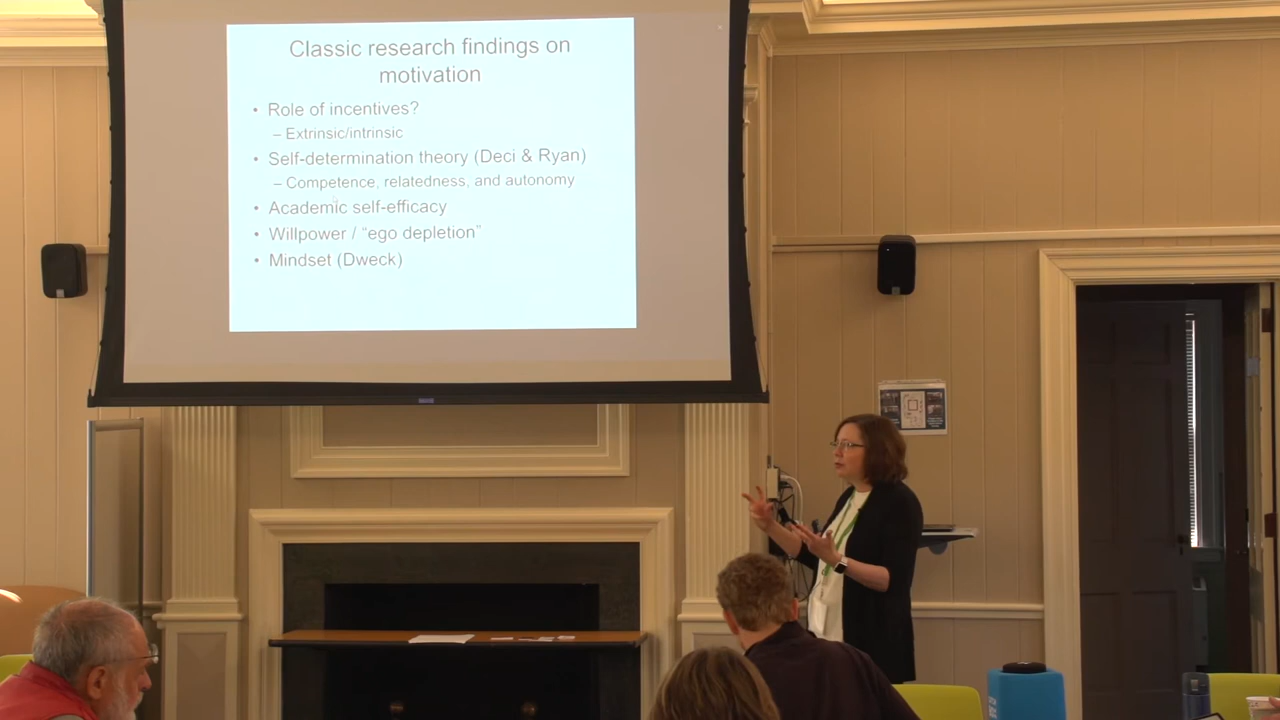 Classic research findings on
motivation
• Role of incentives?
– Extrinsic/intrinsic
• Self-determination theory (Deci & Ryan)
– Competence, relatedness, and autonomy
• Academic self-efficacy
• Willpower / "ego depletion"
• Mindset (Dweck)